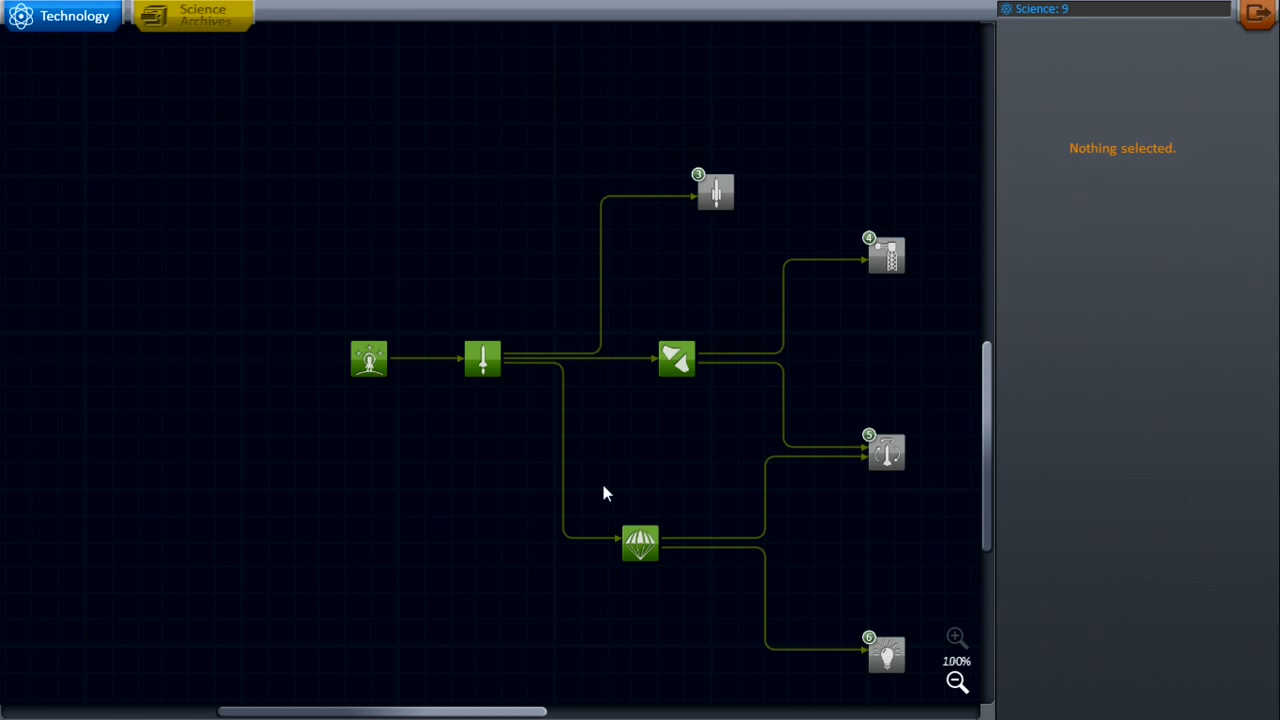 Technology
Science
Archives
Science: 9
Nothing selected.
3
4
5
6
100%